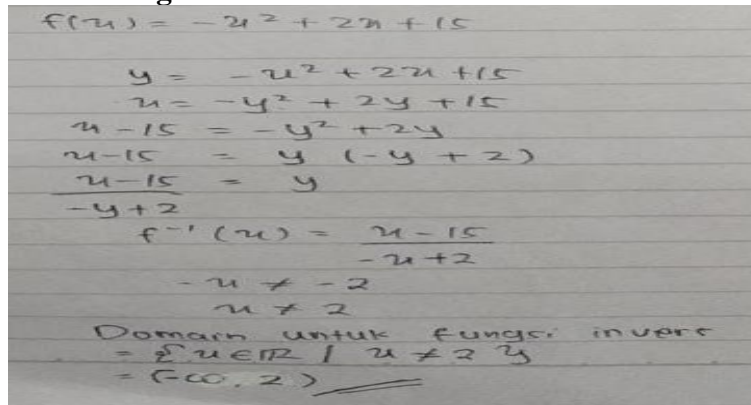 f(x) = -x² + 2x + 15
y = -x² + 2x + 15
x = -y² + 2y + 15
x - 15 = -y² + 2y
x - 15 = y (-y + 2)
x - 15 / -y + 2 = y
f⁻¹(x) = x - 15 / -x + 2
-x ≠ -2
x ≠ 2
Domain untuk fungsi invers
= {x ∈ ℝ | x ≠ 2}
= (-∞, 2)